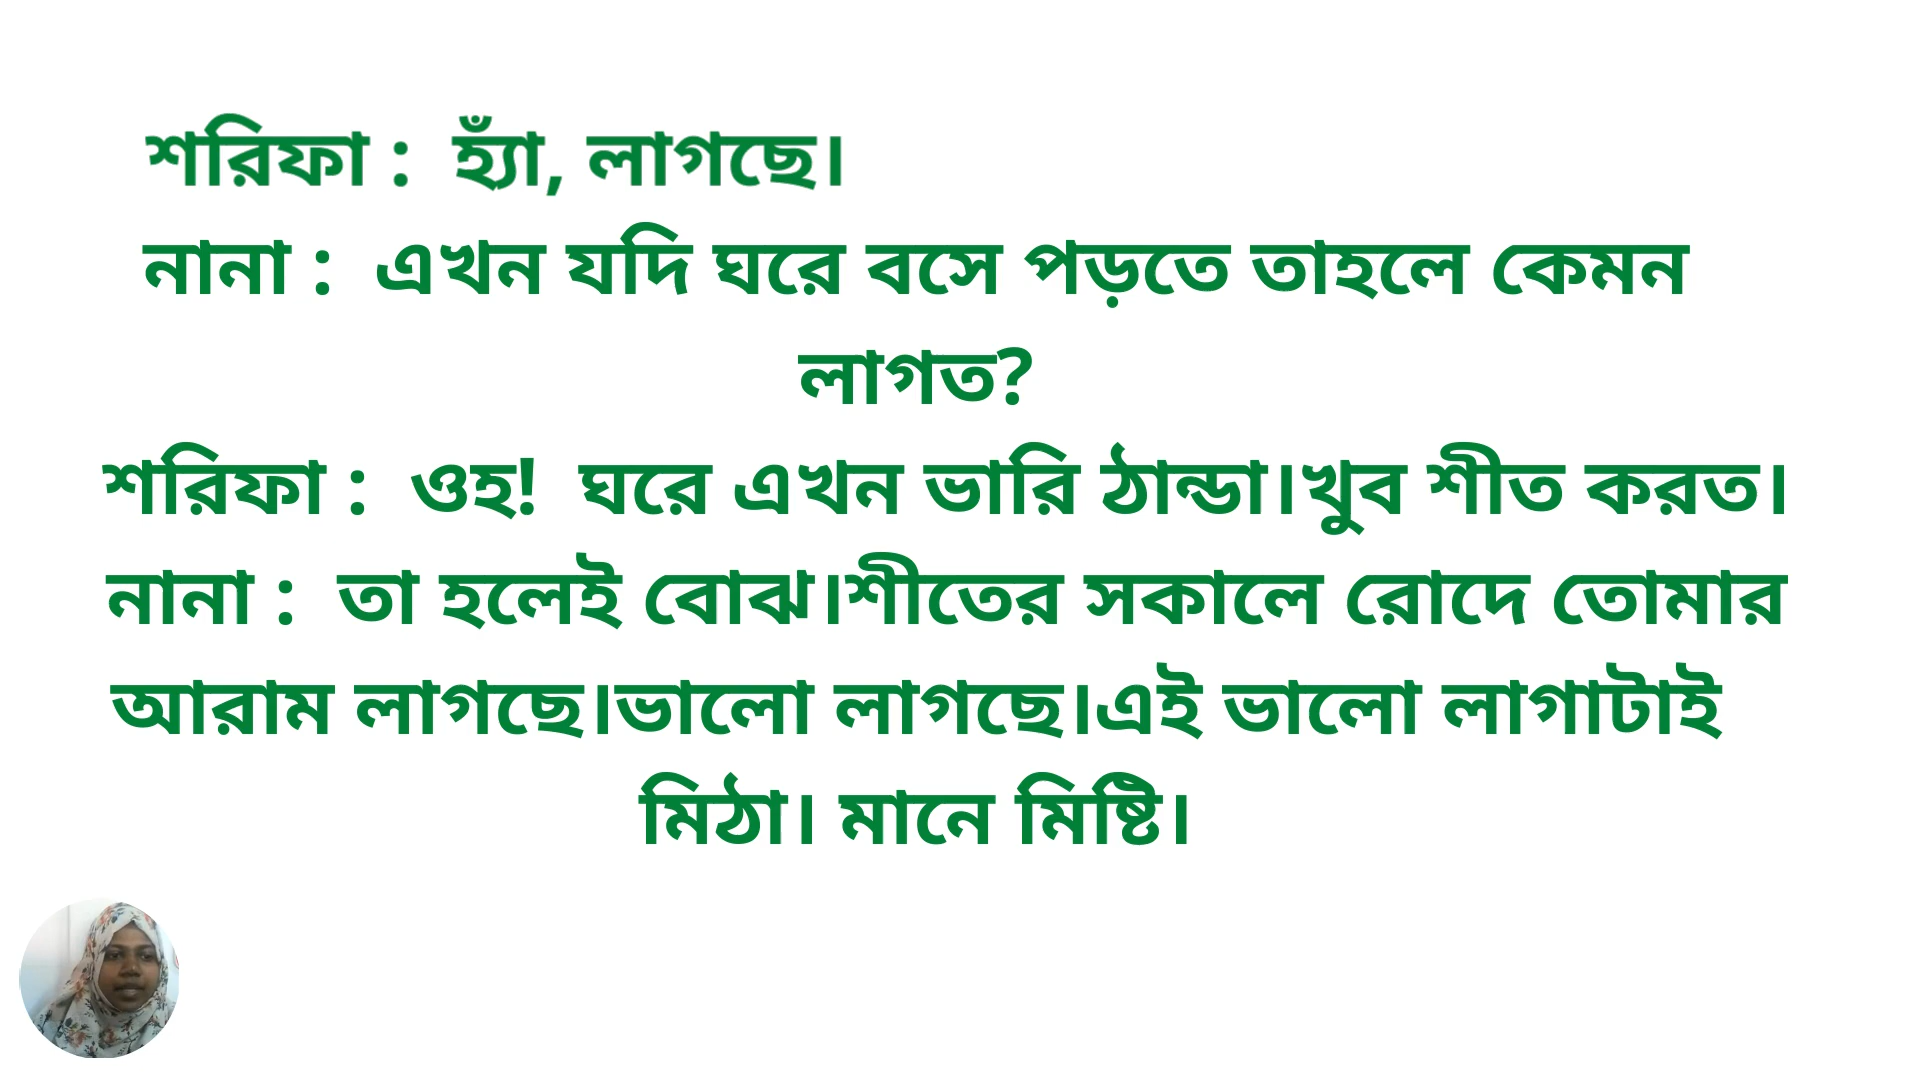 শরিফা :  হ্যাঁ, লাগছে।
নানা :  এখন যদি ঘরে বসে পড়তে তাহলে কেমন
লাগত?
শরিফা :  ওহ!  ঘরে এখন ভারি ঠান্ডা।খুব শীত করত।
নানা :  তা হলেই বোঝ।শীতের সকালে রোদে তোমার
আরাম লাগছে।ভালো লাগছে।এই ভালো লাগাটাই
মিঠা। মানে মিষ্টি।